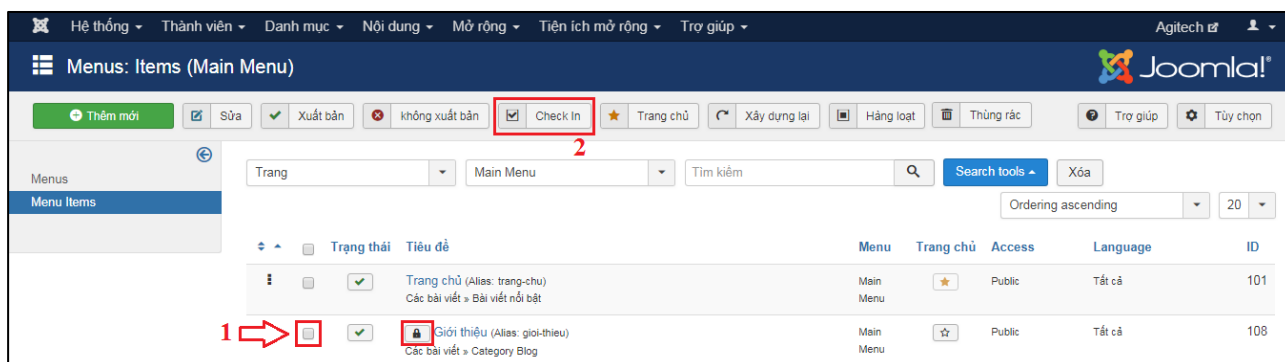 Hệ thống Thành viên Danh mục Nội dung Mở rộng Tiện ích mở rộng Trợ giúp Agitech
Menus: Items (Main Menu) Joomla!®
Thêm mới Sửa Xuất bản không xuất bản Check In Trang chủ Xây dựng lại Hàng loạt Thùng rác Trợ giúp Tùy chọn
2
Menus
Menu Items
Trang Main Menu Tìm kiếm Search tools Xóa
Ordering ascending 20
Trạng thái Tiêu đề Menu Trang chủ Access Language ID
Trang chủ (Alias: trang-chu) Main Menu Public Tất cả 101
Các bài viết » Bài viết nổi bật
1 Giới thiệu (Alias: gioi-thieu) Main Menu Public Tất cả 108
Các bài viết » Category Blog